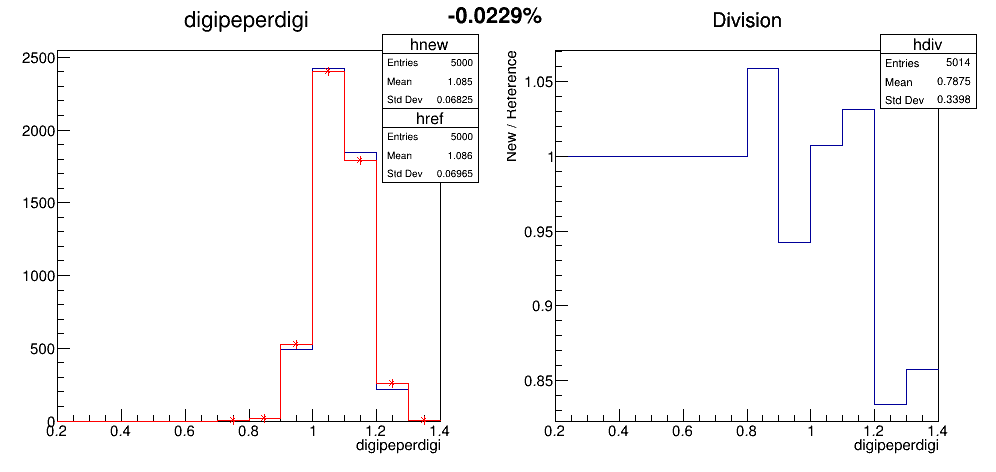 digipeperdigi
-0.0229%
Division
hnew
Entries 5000
Mean 1.085
Std Dev 0.06825
href
Entries 5000
Mean 1.086
Std Dev 0.06965
2500
2000
1500
1000
500
0
0.2 0.4 0.6 0.8 1 1.2 1.4
digipeperdigi
hdiv
Entries 5014
Mean 0.7875
Std Dev 0.3398
New / Reference
1.05
1
0.95
0.9
0.85
0.2 0.4 0.6 0.8 1 1.2 1.4
digipeperdigi